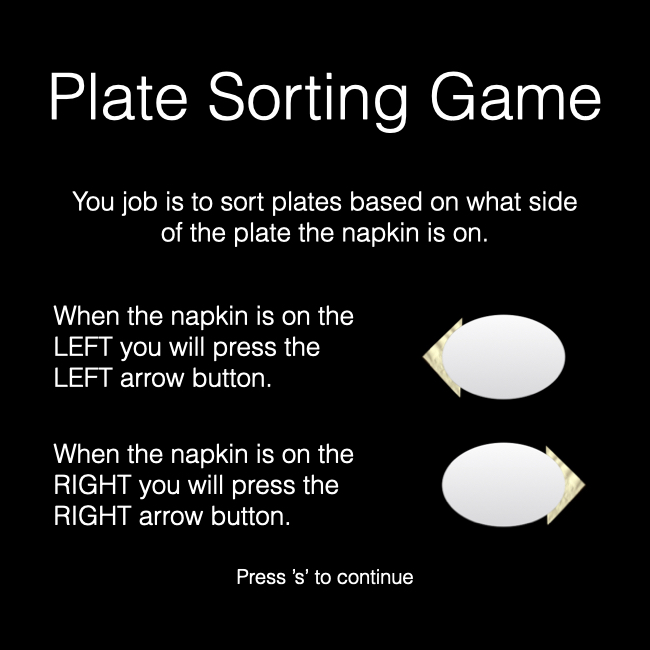 Plate Sorting Game
You job is to sort plates based on what side
of the plate the napkin is on.
When the napkin is on the
LEFT you will press the
LEFT arrow button.
When the napkin is on the
RIGHT you will press the
RIGHT arrow button.
Press ’s’ to continue